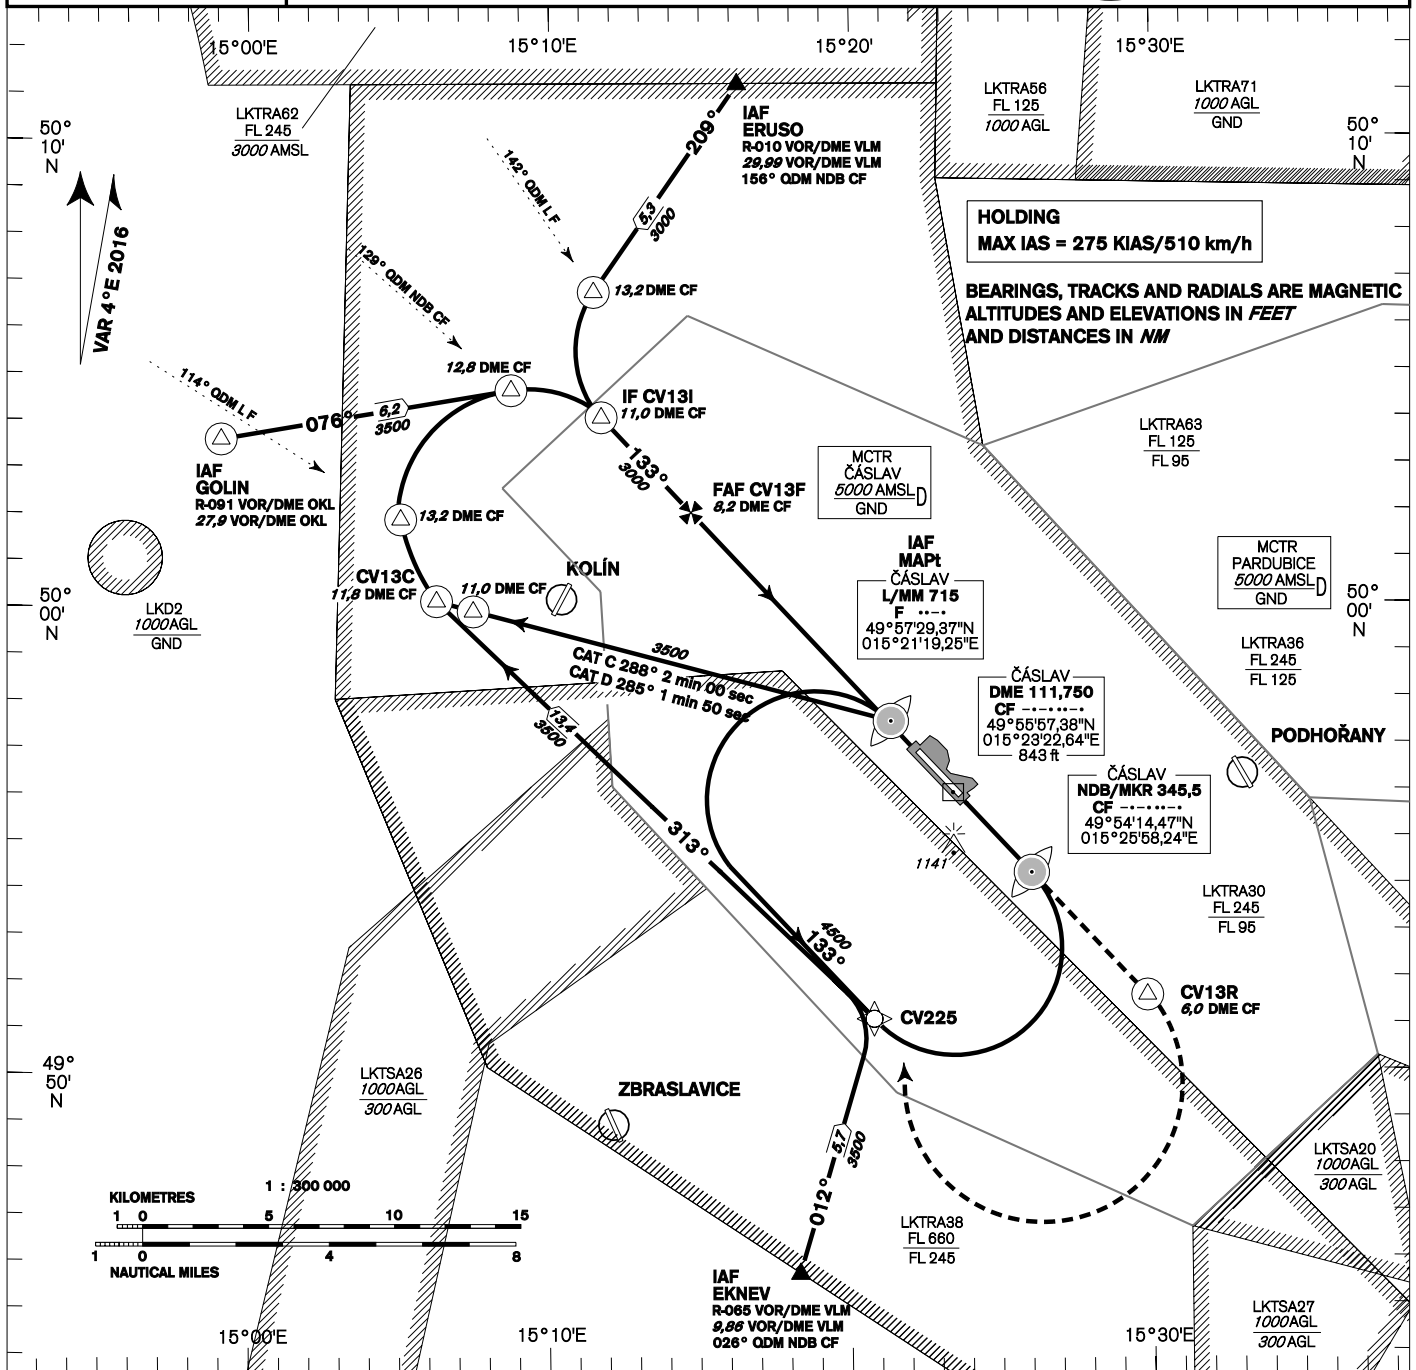 15°00'E
15°10'E
15°20'E
15°30'E
LKTRA62
FL 245
3000 AMSL
LKTRA56
FL 125
1000 AGL
LKTRA71
1000 AGL
GND
50°
10'
N
50°
10'
N
IAF
ERUSO
R-010 VOR/DME VLM
29,99 VOR/DME VLM
156° QDM NDB CF
209°
5,3
3000
142° QDM L F
129° QDM NDB CF
114° QDM L F
VAR 4°E 2016
HOLDING
MAX IAS = 275 KIAS/510 km/h
BEARINGS, TRACKS AND RADIALS ARE MAGNETIC
ALTITUDES AND ELEVATIONS IN FEET
AND DISTANCES IN NM
13,2 DME CF
12,8 DME CF
IF CV13I
11,0 DME CF
076°
6,2
3500
IAF
GOLIN
R-091 VOR/DME OKL
27,9 VOR/DME OKL
133°
3000
FAF CV13F
8,2 DME CF
MCTR
ČÁSLAV
5000 AMSL
GND
D
LKTRA63
FL 125
FL 95
13,2 DME CF
IAF
MAPt
ČÁSLAV
L/MM 715
F ··–·
49°57'29,37"N
015°21'19,25"E
MCTR
PARDUBICE
5000 AMSL
GND
D
CV13C
11,8 DME CF
11,0 DME CF
KOLÍN
LKD2
1000 AGL
GND
50°
00'
N
50°
00'
N
LKTRA36
FL 245
FL 125
3500
CAT C 288° 2 min 00 sec
CAT D 285° 1 min 50 sec
ČÁSLAV
DME 111,750
CF –·–· ··–·
49°55'57,38"N
015°23'22,64"E
843 ft
PODHOŘANY
13,4
3500
ČÁSLAV
NDB/MKR 345,5
CF –·–· ··–·
49°54'14,47"N
015°25'58,24"E
313°
1141
LKTRA30
FL 245
FL 95
4500
133°
CV225
CV13R
6,0 DME CF
49°
50'
N
LKTSA26
1000 AGL
300 AGL
ZBRASLAVICE
5,7
3500
012°
LKTSA20
1000 AGL
300 AGL
LKTRA38
FL 660
FL 245
1 : 300 000
KILOMETRES
1 0 5 10 15
1 0 4 8
NAUTICAL MILES
IAF
EKNEV
R-065 VOR/DME VLM
9,86 VOR/DME VLM
026° QDM NDB CF
LKTSA27
1000 AGL
300 AGL
15°00'E
15°10'E
15°30'E